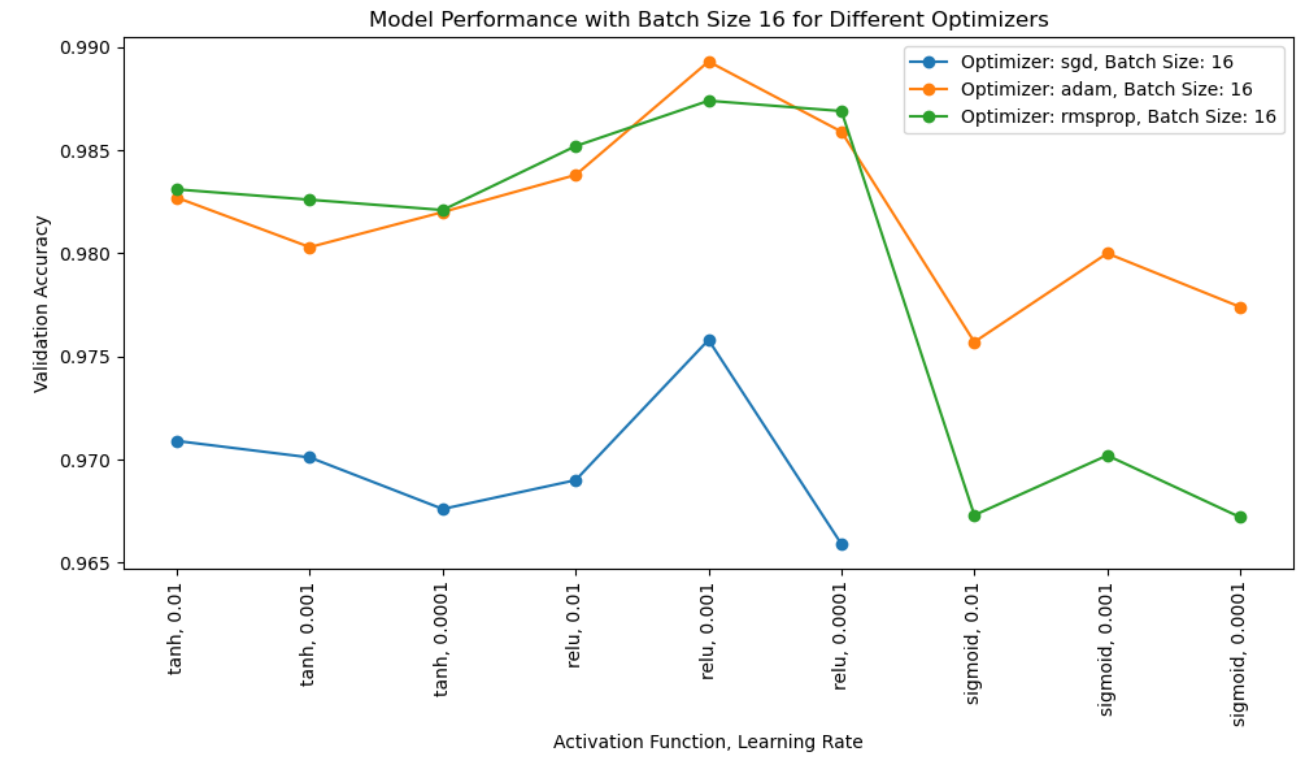 Model Performance with Batch Size 16 for Different Optimizers
Optimizer: sgd, Batch Size: 16
Optimizer: adam, Batch Size: 16
Optimizer: rmsprop, Batch Size: 16
0.990
0.985
0.980
0.975
0.970
0.965
Validation Accuracy
tanh, 0.01
tanh, 0.001
tanh, 0.0001
relu, 0.01
relu, 0.001
relu, 0.0001
sigmoid, 0.01
sigmoid, 0.001
sigmoid, 0.0001
Activation Function, Learning Rate